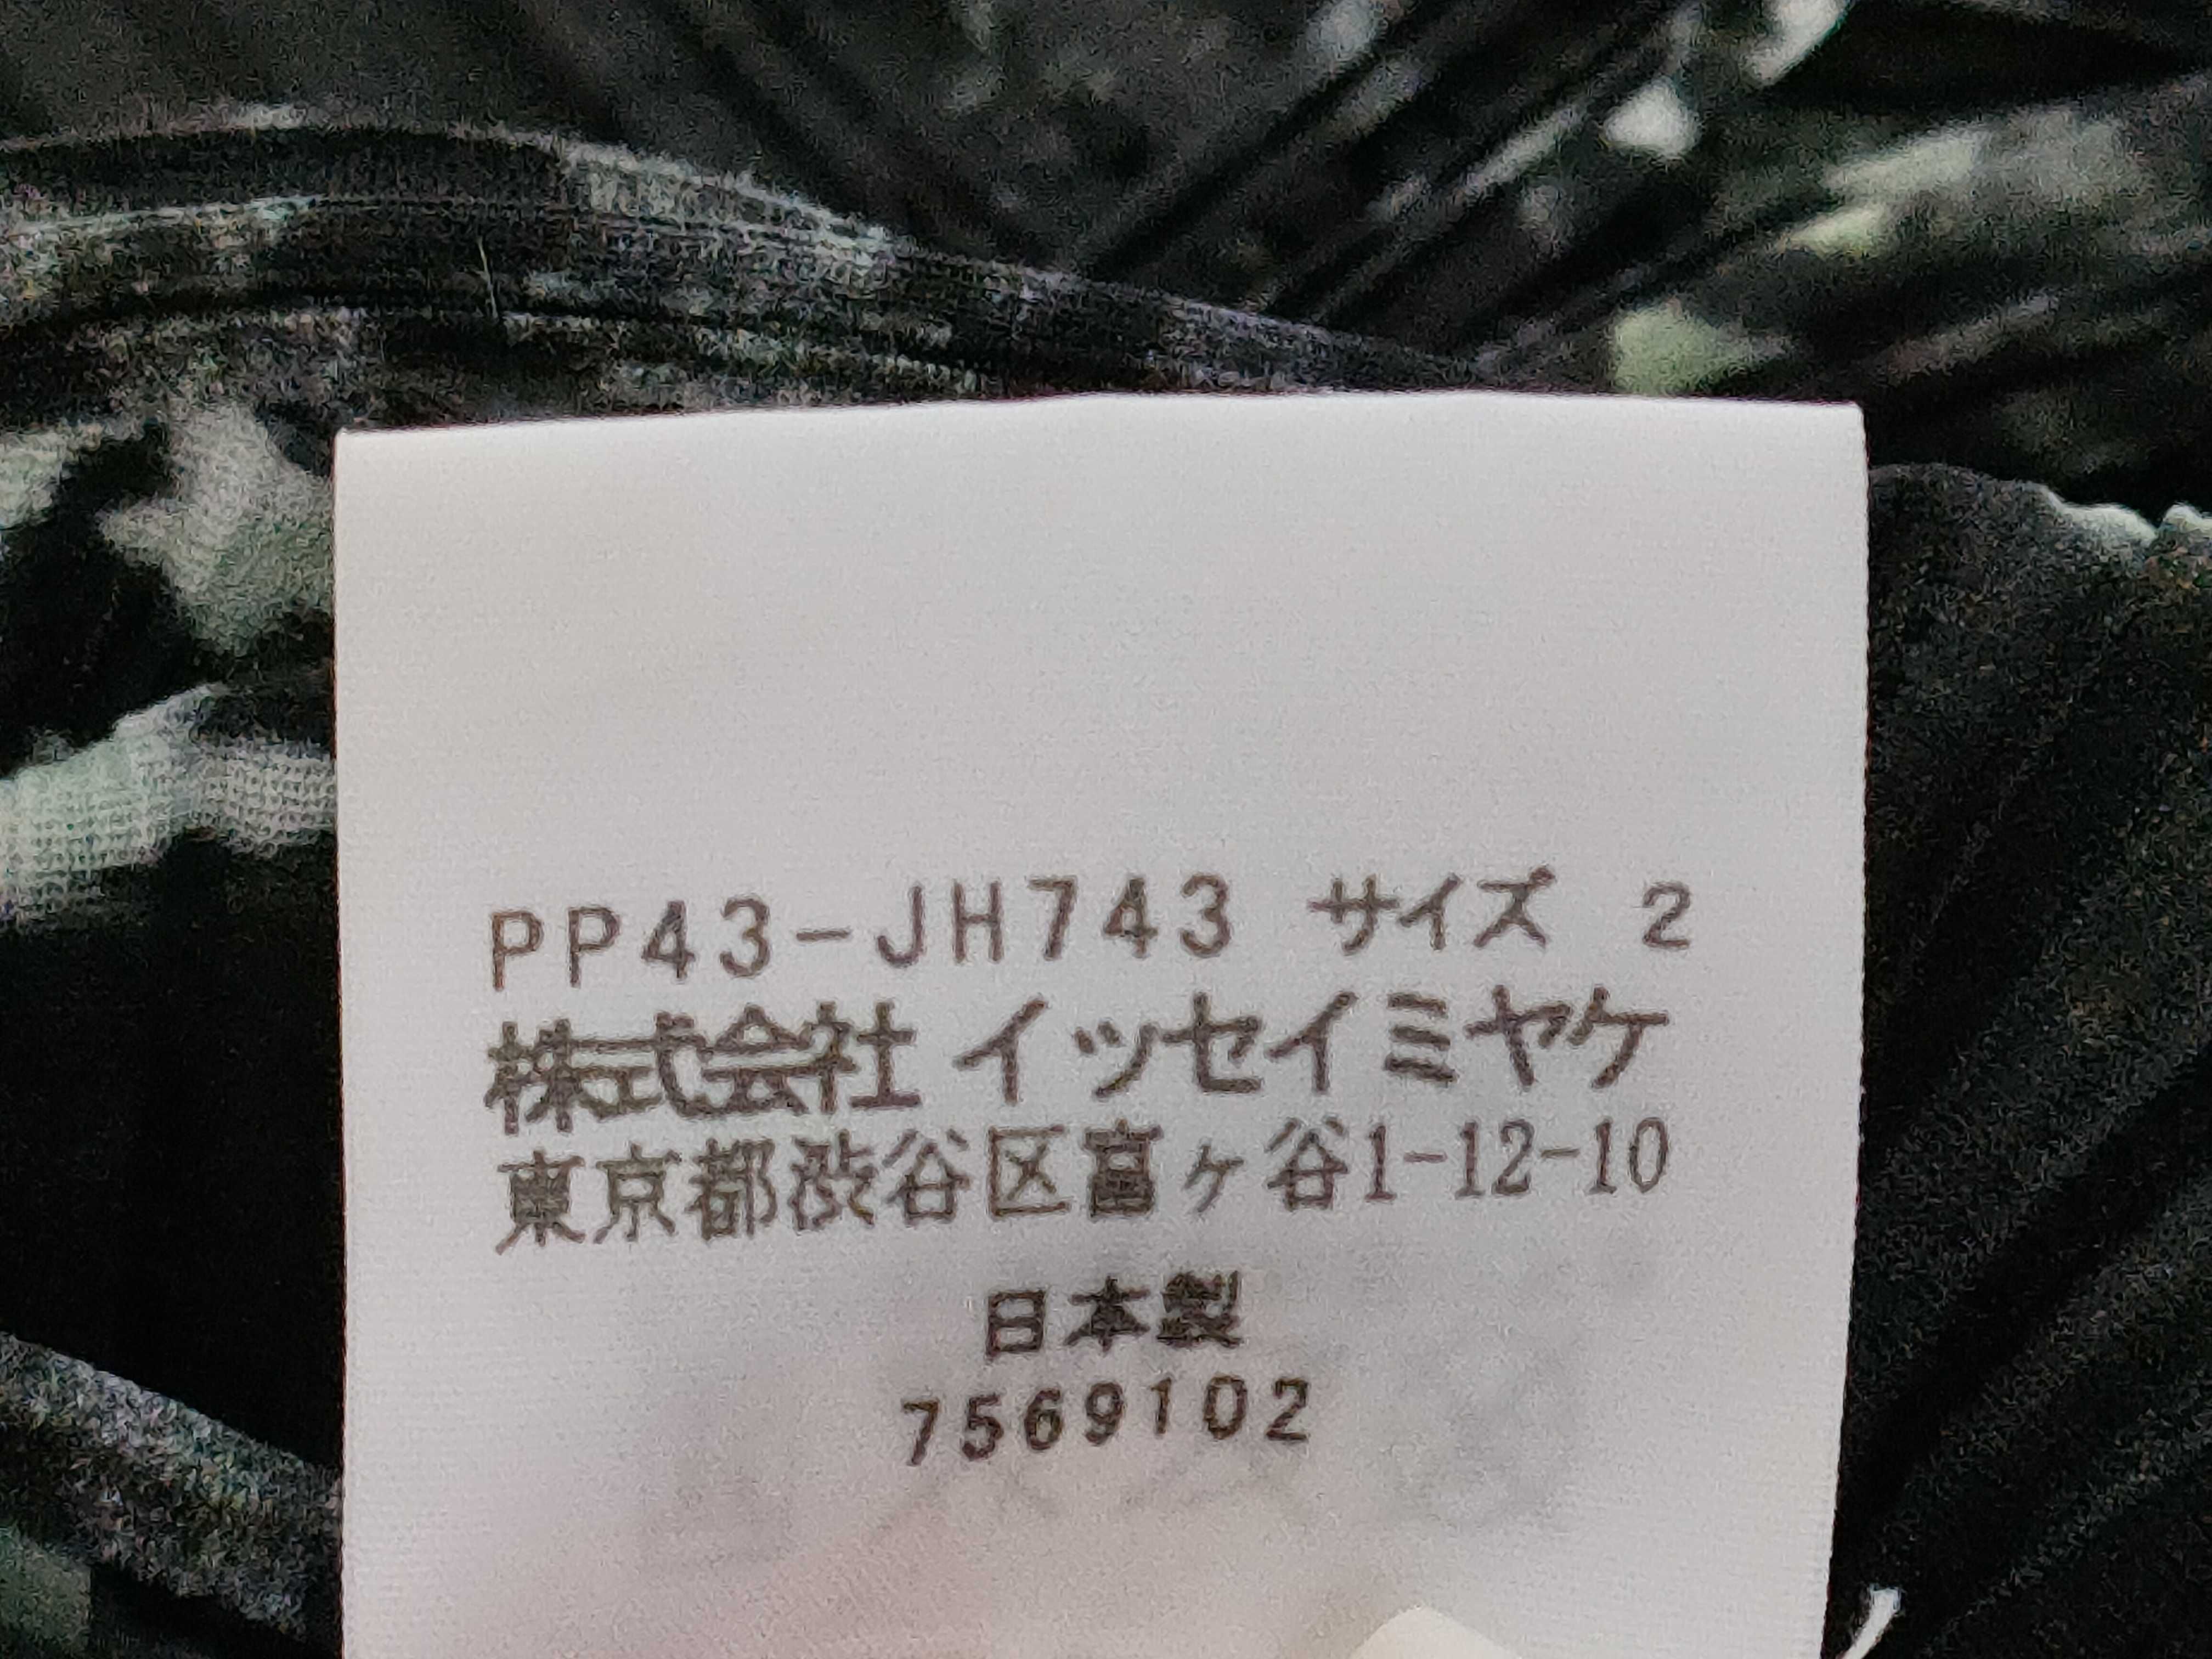 PP43-JH743 サイズ 2
株式会社 イッセイミヤケ
東京都渋谷区富ヶ谷1-12-10
日本製
7569102